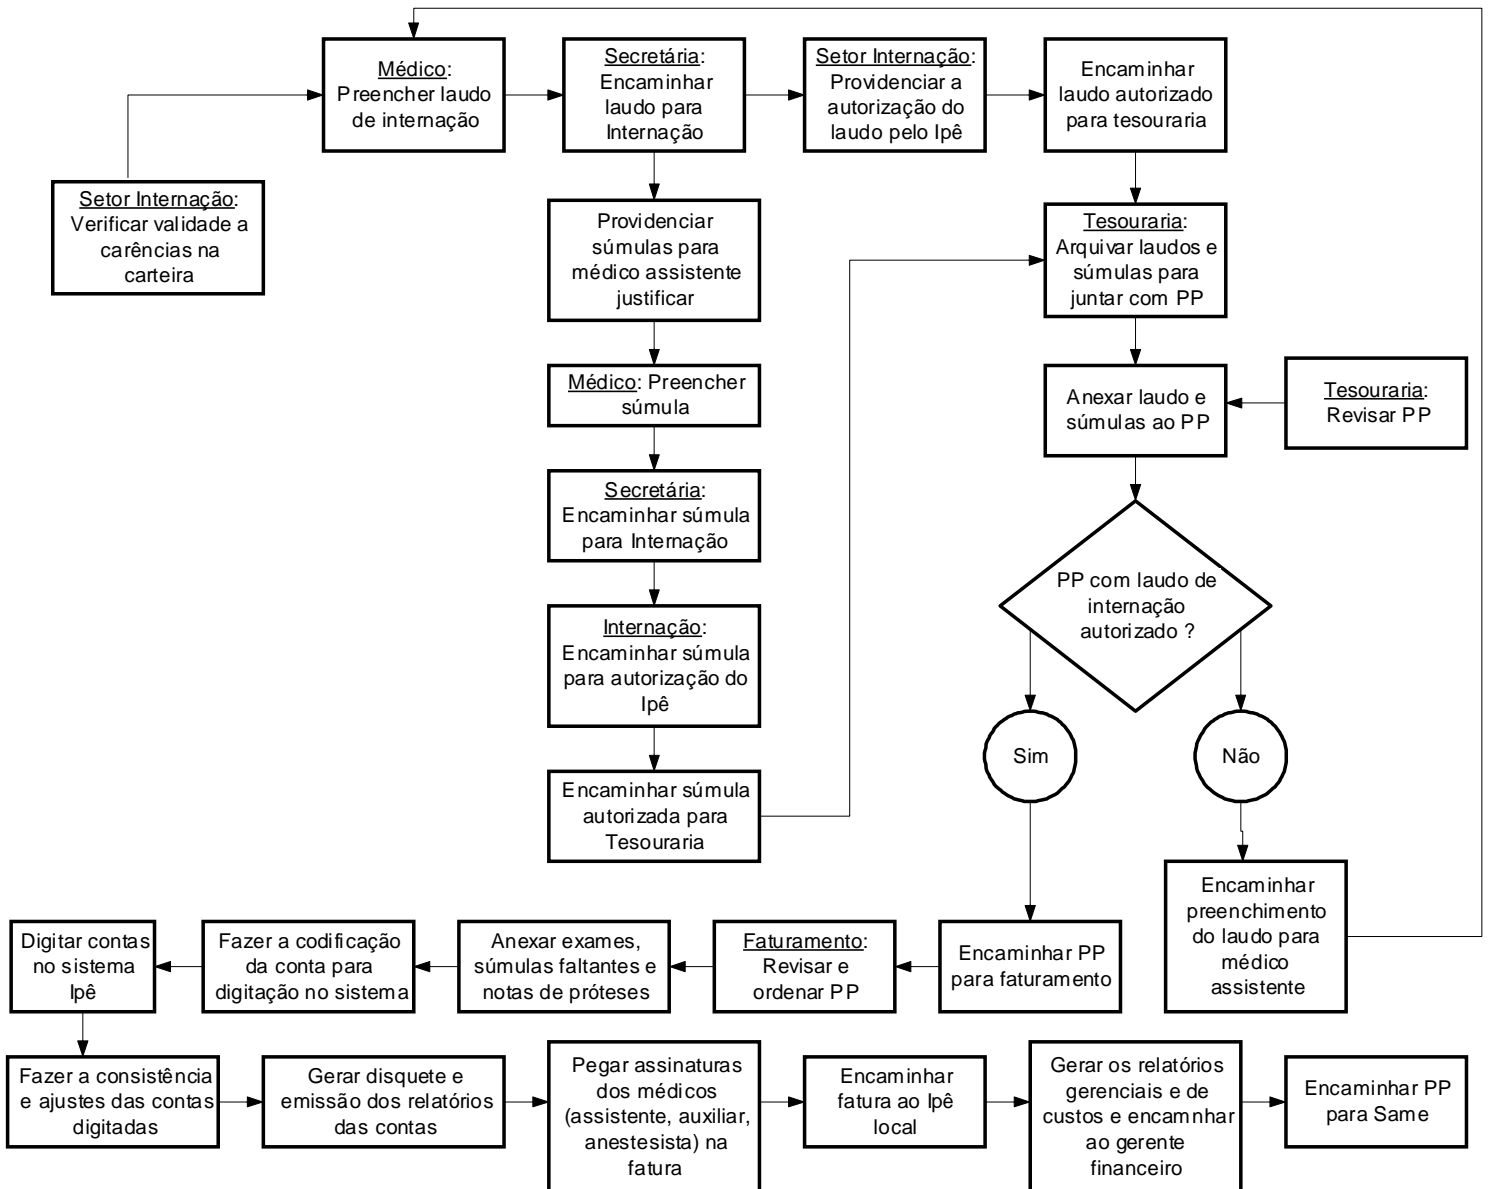 Médico:
Preencher laudo
de internação
Secretária:
Encaminhar
laudo para
Internação
Setor Internação:
Providenciar a
autorização do
laudo pelo Ipê
Encaminhar
laudo autorizado
para tesouraria
Setor Internação:
Verificar validade a
carências na
carteira
Providenciar
súmulas para
médico assistente
justificar
Tesouraria:
Arquivar laudos e
súmulas para
juntar com PP
Médico: Preencher
súmula
Anexar laudo e
súmulas ao PP
Tesouraria:
Revisar PP
Secretária:
Encaminhar súmula
para Internação
PP com laudo de
internação
autorizado ?
Internação:
Encaminhar súmula
para autorização do
Ipê
Sim
Não
Encaminhar súmula
autorizada para
Tesouraria
Encaminhar
preenchimento
do laudo para
médico
assistente
Digitar contas
no sistema
Ipê
Fazer a codificação
da conta para
digitação no sistema
Anexar exames,
súmulas faltantes e
notas de próteses
Faturamento:
Revisar e
ordenar PP
Encaminhar PP
para faturamento
Fazer a consistência
e ajustes das contas
digitadas
Gerar disquete e
emissão dos relatórios
das contas
Pegar assinaturas
dos médicos
(assistente, auxiliar,
anestesista) na
fatura
Encaminhar
fatura ao Ipê
local
Gerar os relatórios
gerenciais e de
custos e encamnhar
ao gerente
financeiro
Encaminhar PP
para Same